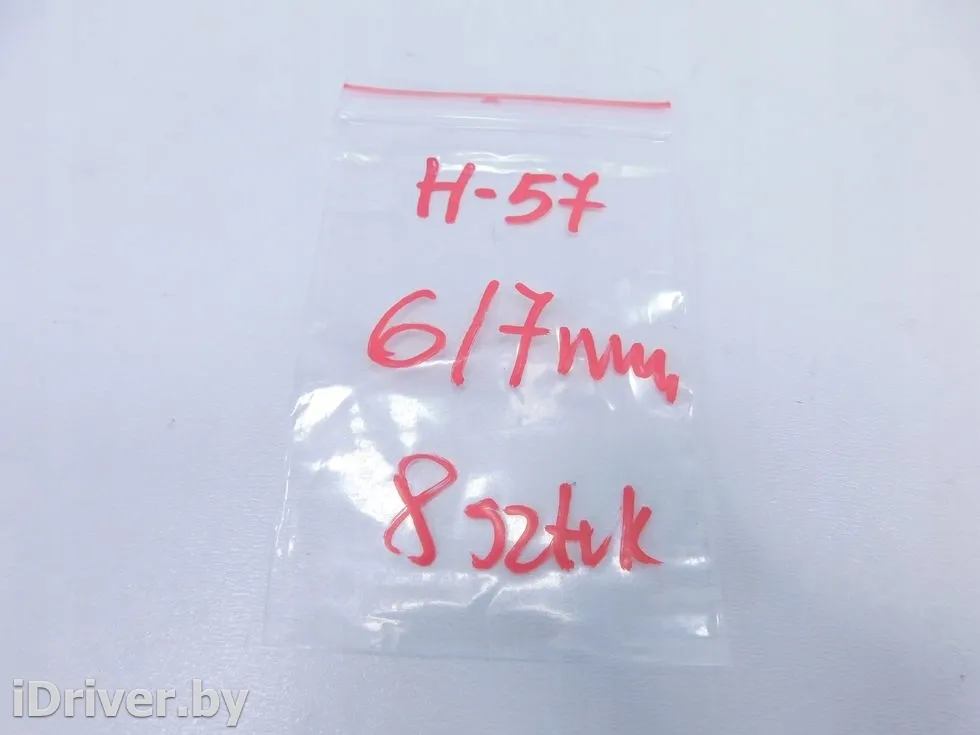 H-57
6/7mm
8 sztuk
iDriver.by